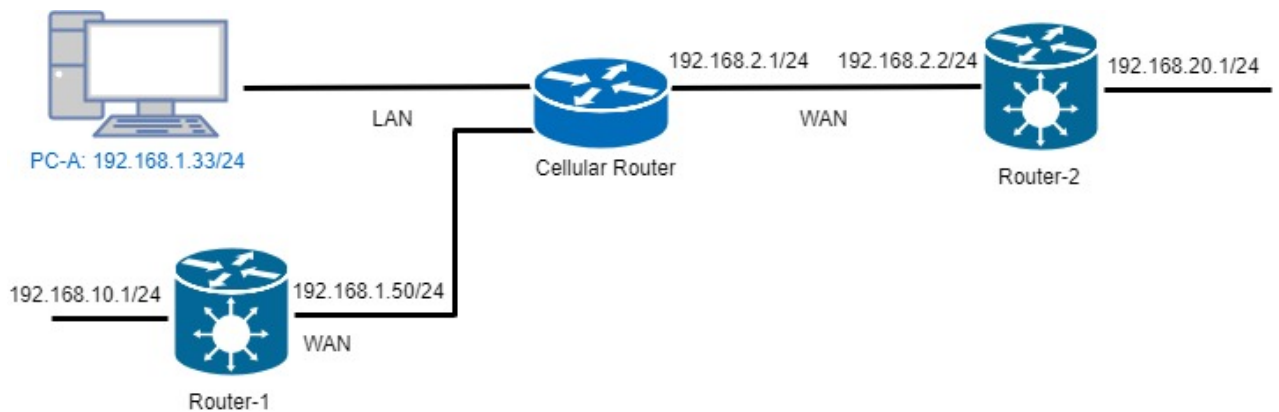 192.168.2.1/24
192.168.2.2/24
192.168.20.1/24
LAN
WAN
PC-A: 192.168.1.33/24
Cellular Router
Router-2
192.168.10.1/24
192.168.1.50/24
WAN
Router-1